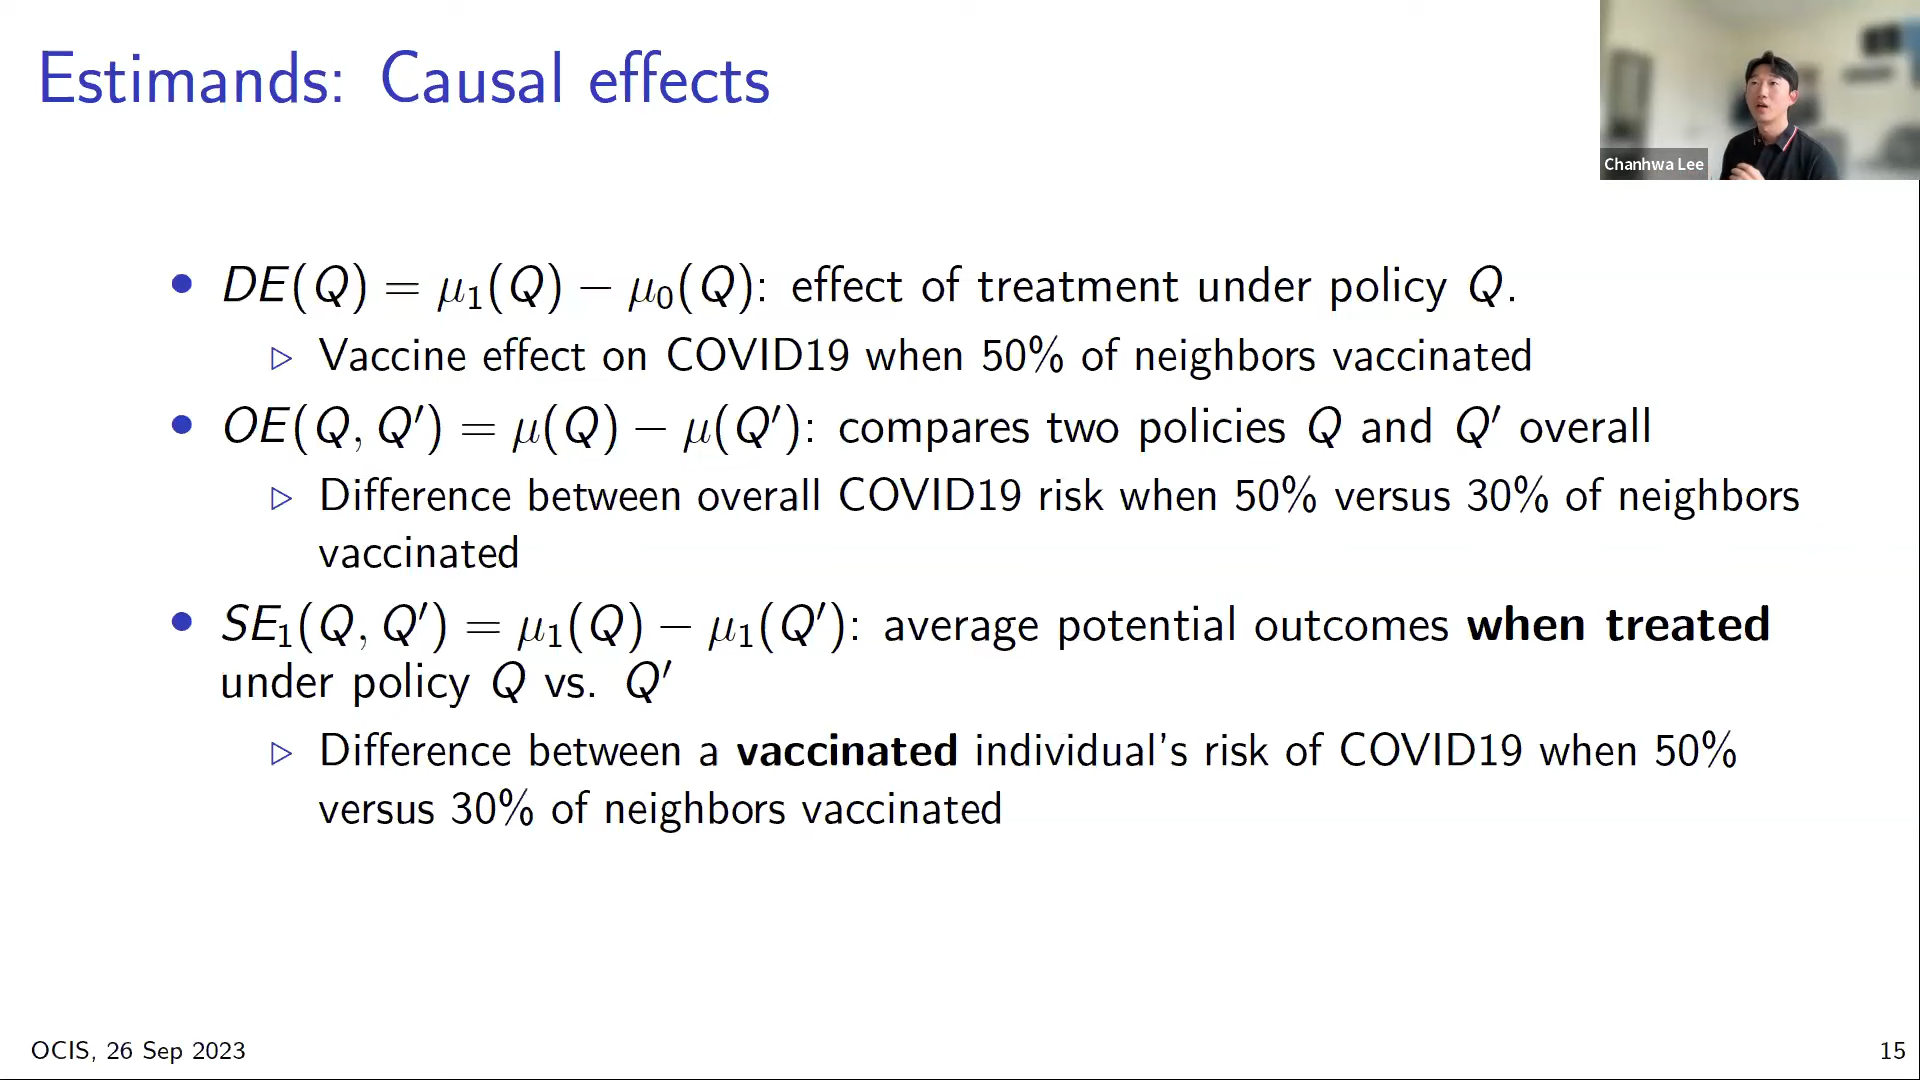 Estimands: Causal effects
Chanhwa Lee
• DE(Q) = μ₁(Q) − μ₀(Q): effect of treatment under policy Q.
▷ Vaccine effect on COVID19 when 50% of neighbors vaccinated
• OE(Q, Q′) = μ(Q) − μ(Q′): compares two policies Q and Q′ overall
▷ Difference between overall COVID19 risk when 50% versus 30% of neighbors
vaccinated
• SE₁(Q, Q′) = μ₁(Q) − μ₁(Q′): average potential outcomes when treated
under policy Q vs. Q′
▷ Difference between a vaccinated individual's risk of COVID19 when 50%
versus 30% of neighbors vaccinated
OCIS, 26 Sep 2023
15